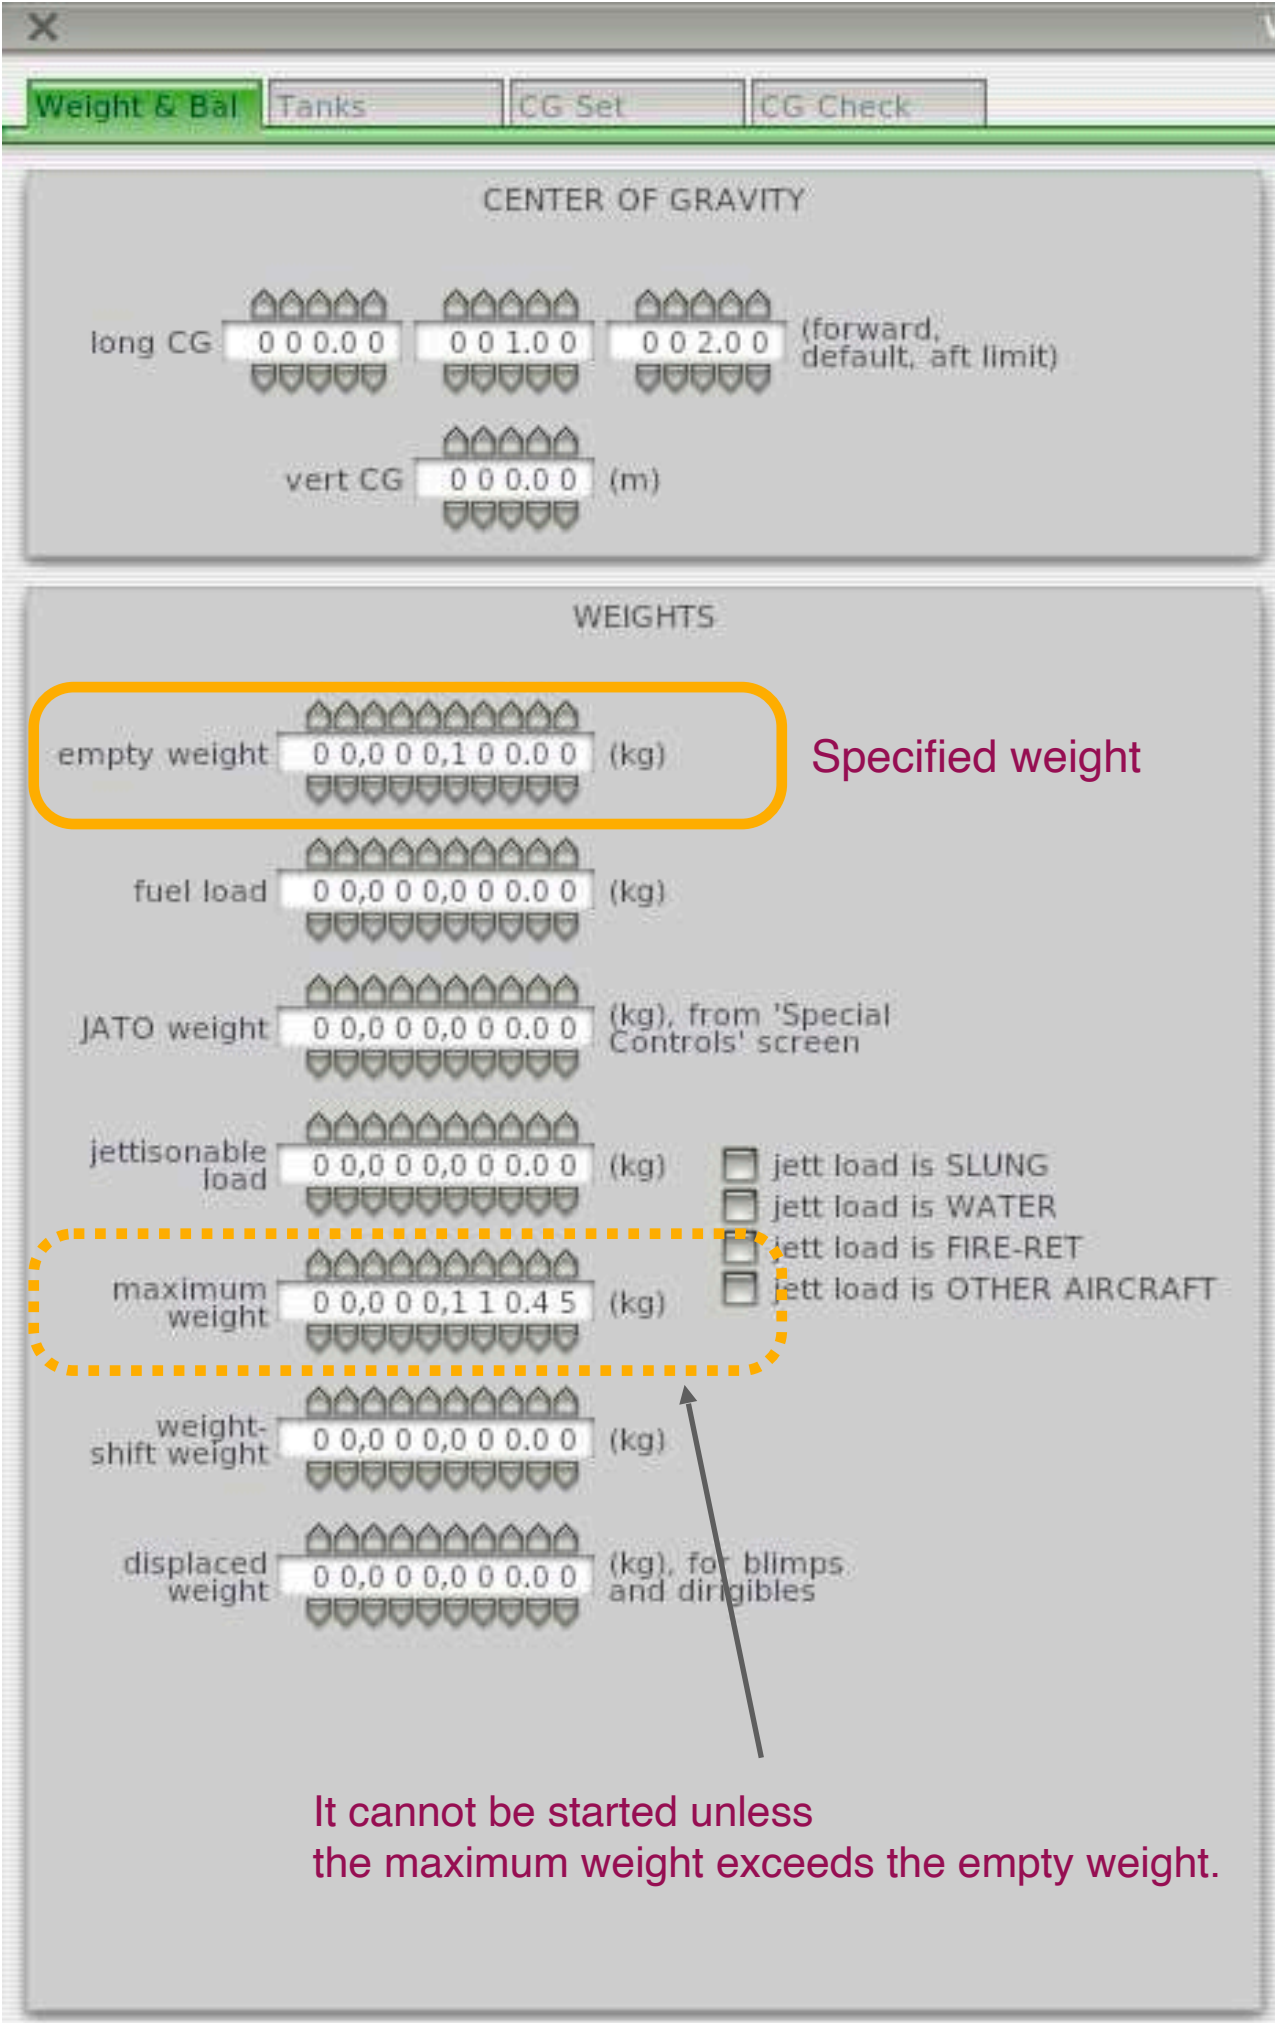 Weight & Bal Tanks CG Set CG Check
CENTER OF GRAVITY
long CG 0 0 0.0 0 0 0 1.0 0 0 0 2.0 0 (forward,
default, aft limit)
vert CG 0 0 0.0 0 (m)
WEIGHTS
empty weight 0 0,0 0 0,1 0 0.0 0 (kg) Specified weight
fuel load 0 0,0 0 0,0 0 0.0 0 (kg)
JATO weight 0 0,0 0 0,0 0 0.0 0 (kg), from 'Special
Controls' screen
jettisonable
load 0 0,0 0 0,0 0 0.0 0 (kg)
jett load is SLUNG
jett load is WATER
jett load is FIRE-RET
jett load is OTHER AIRCRAFT
maximum
weight 0 0,0 0 0,1 1 0.4 5 (kg)
weight-
shift weight 0 0,0 0 0,0 0 0.0 0 (kg)
displaced
weight 0 0,0 0 0,0 0 0.0 0 (kg), for blimps
and dirigibles
It cannot be started unless
the maximum weight exceeds the empty weight.